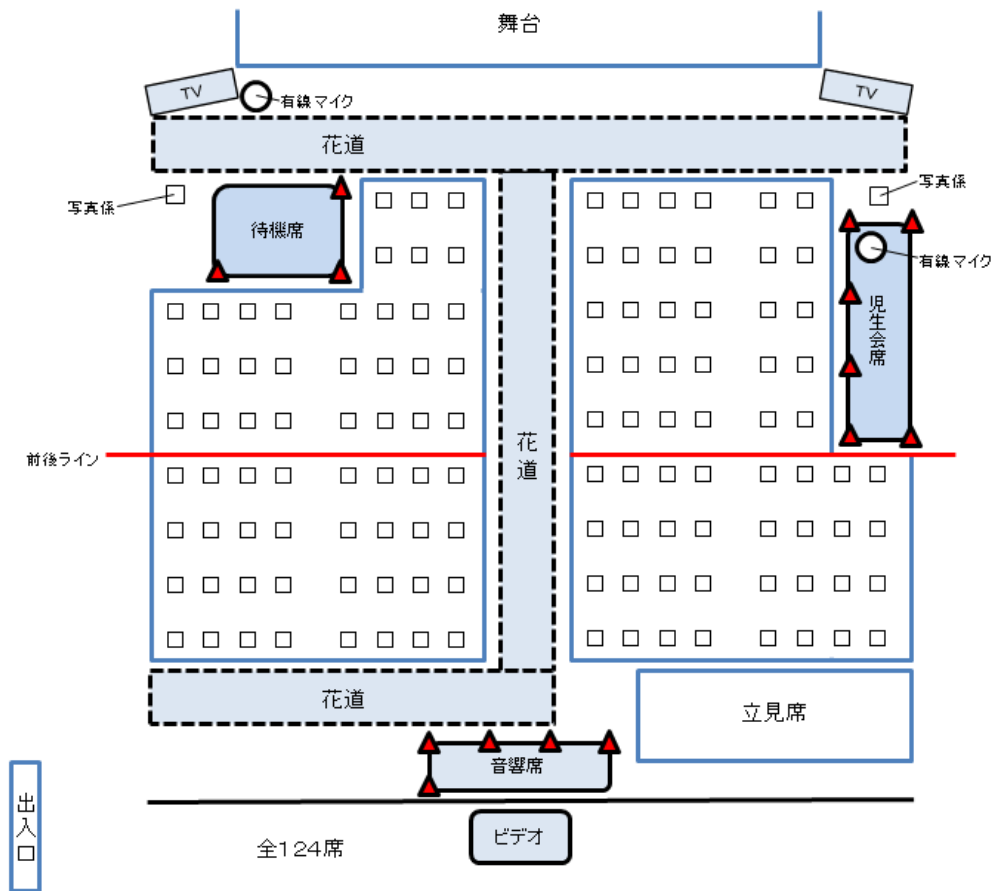 舞台
TV
有線マイク
TV
花道
写真係
写真係
待機席
有線マイク
児生会席
花道
前後ライン
花道
立見席
音響席
出入口
ビデオ
全124席